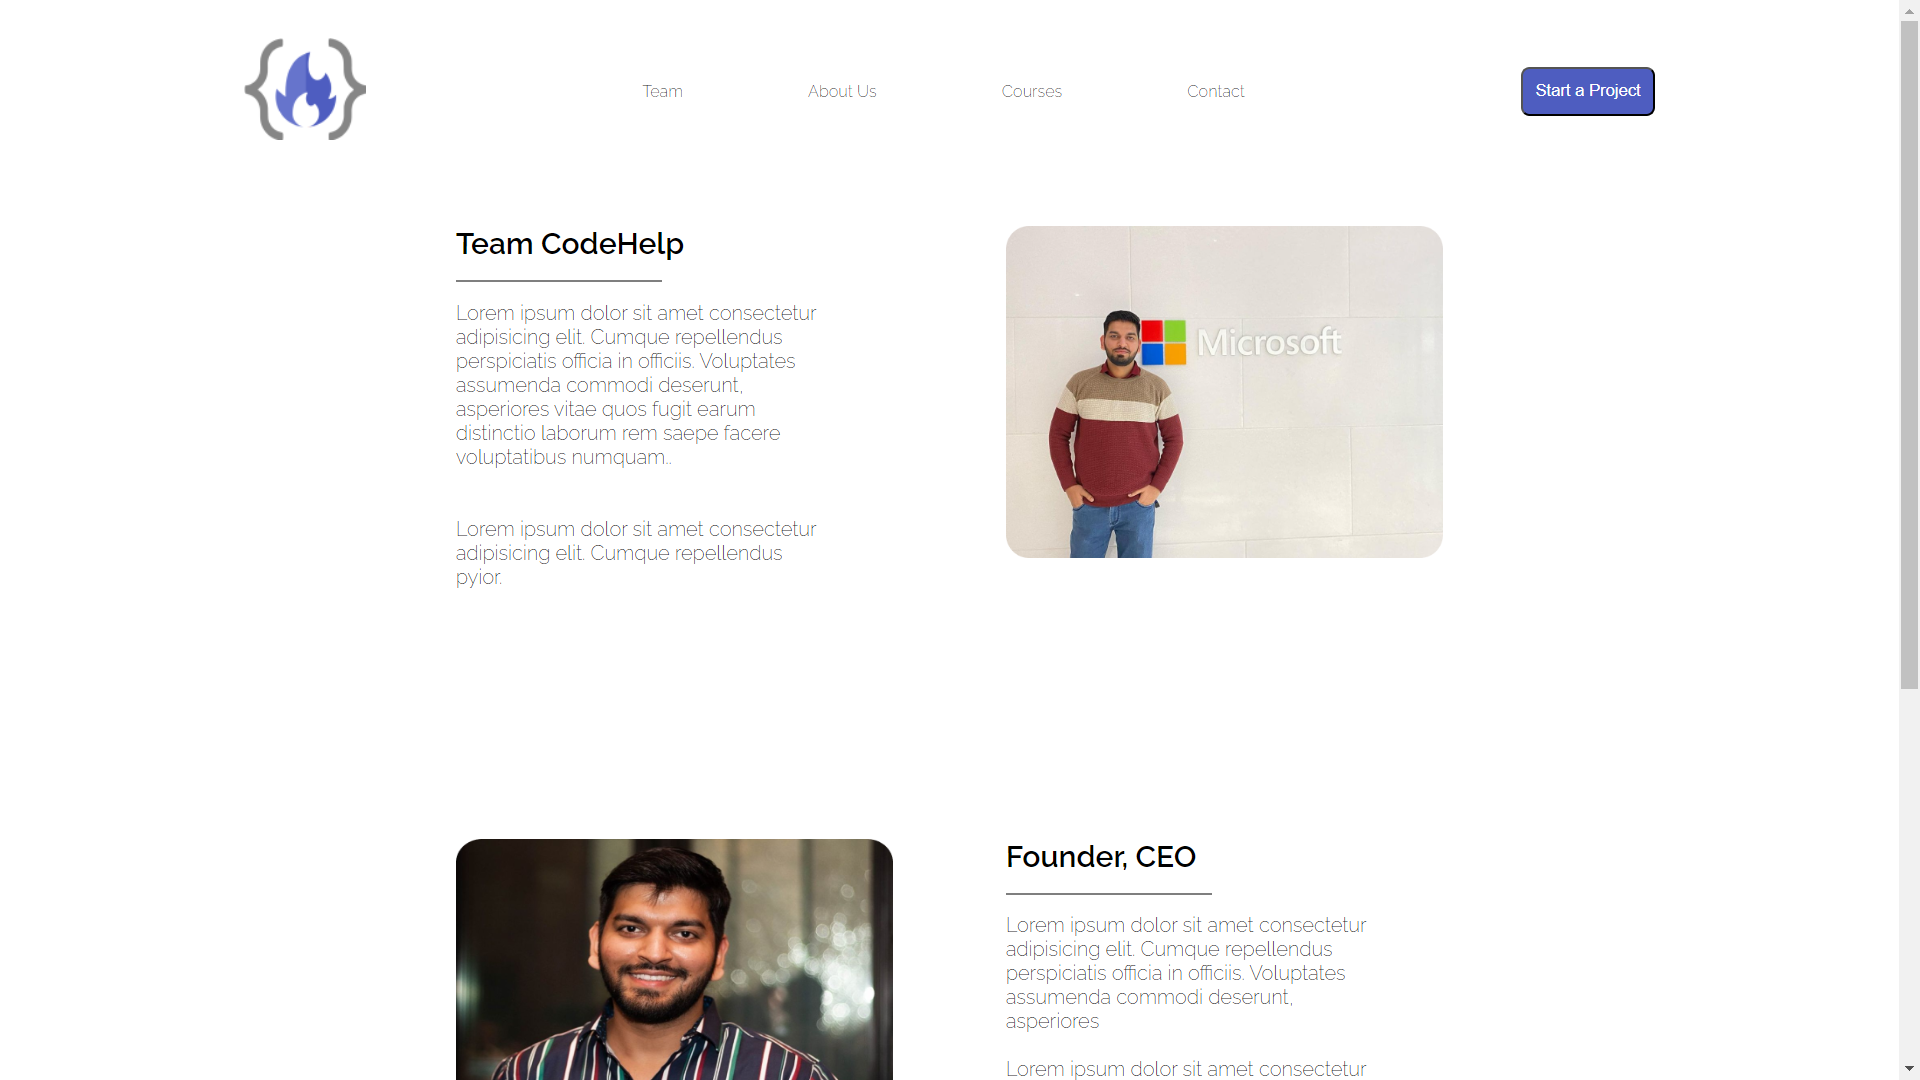 Team
About Us
Courses
Contact
Start a Project
Team CodeHelp
Lorem ipsum dolor sit amet consectetur
adipisicing elit. Cumque repellendus
perspiciatis officia in officiis. Voluptates
assumenda commodi deserunt,
asperiores vitae quos fugit earum
distinctio laborum rem saepe facere
voluptatibus numquam..
Lorem ipsum dolor sit amet consectetur
adipisicing elit. Cumque repellendus
pyior.
Microsoft
Founder, CEO
Lorem ipsum dolor sit amet consectetur
adipisicing elit. Cumque repellendus
perspiciatis officia in officiis. Voluptates
assumenda commodi deserunt,
asperiores
Lorem ipsum dolor sit amet consectetur